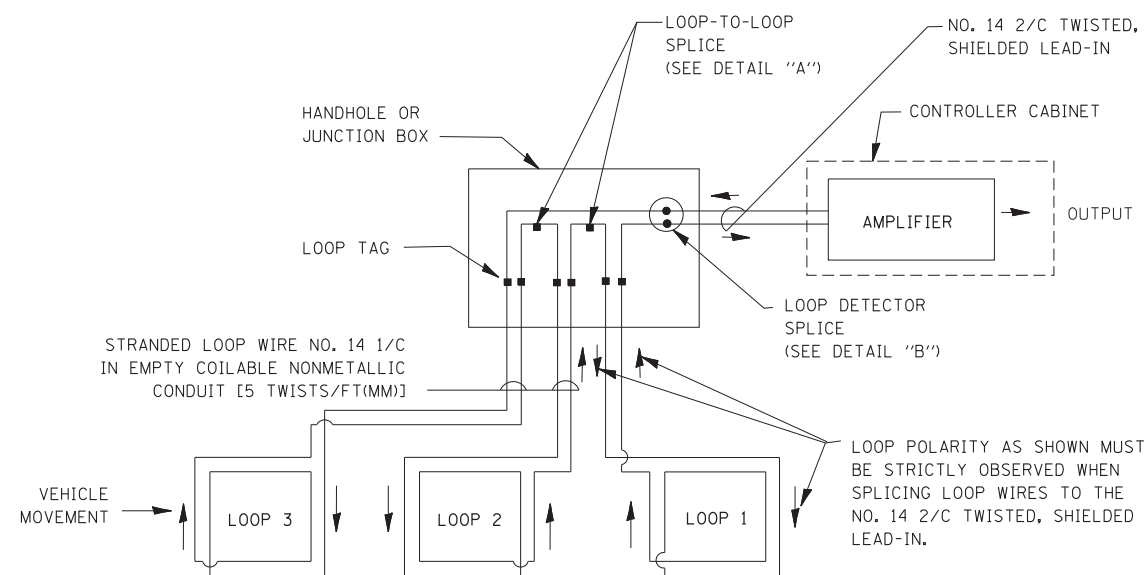 LOOP-TO-LOOP
SPLICE
(SEE DETAIL "A")
NO. 14 2/C TWISTED,
SHIELDED LEAD-IN
HANDHOLE OR
JUNCTION BOX
CONTROLLER CABINET
AMPLIFIER
OUTPUT
LOOP TAG
LOOP DETECTOR
SPLICE
(SEE DETAIL "B")
STRANDED LOOP WIRE NO. 14 1/C
IN EMPTY COILABLE NONMETALLIC
CONDUIT [5 TWISTS/FT(MM)]
LOOP POLARITY AS SHOWN MUST
BE STRICTLY OBSERVED WHEN
SPLICING LOOP WIRES TO THE
NO. 14 2/C TWISTED, SHIELDED
LEAD-IN.
VEHICLE
MOVEMENT
LOOP 3
LOOP 2
LOOP 1